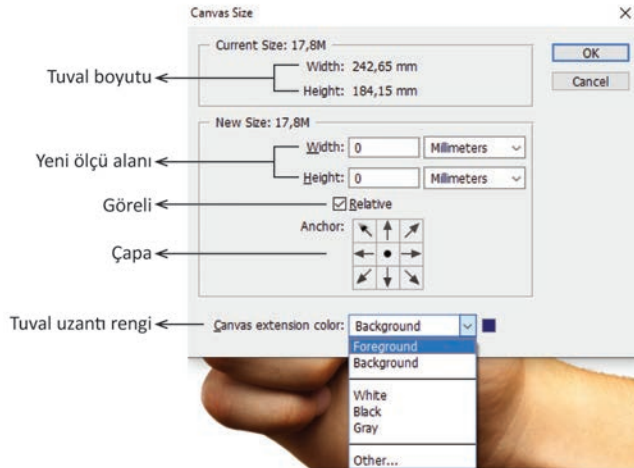 Canvas Size
Current Size: 17,8M
OK
Tuval boyutu
Width: 242,65 mm
Height: 184,15 mm
Cancel
New Size: 17,8M
Yeni ölçü alanı
Width: 0 Millimeters
Height: 0 Millimeters
Göreli
Relative
Anchor:
Çapa
Tuval uzantı rengi
Canvas extension color: Background
Foreground
Background
White
Black
Gray
Other...